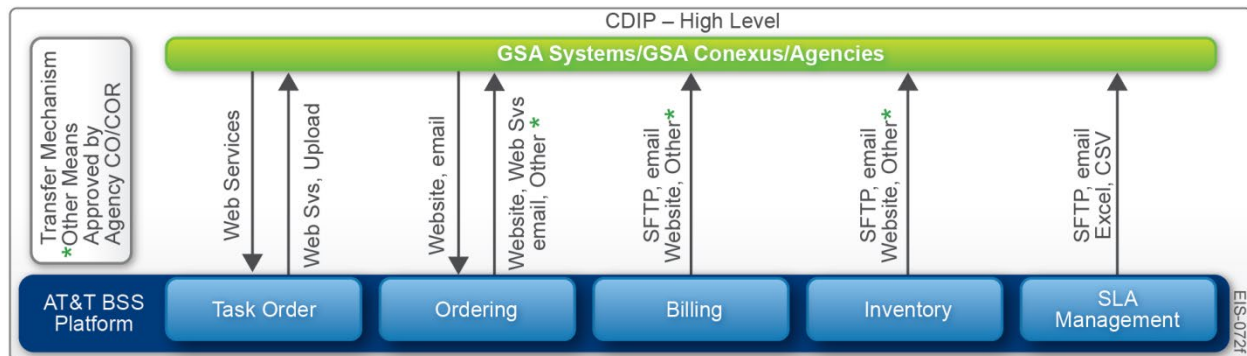 CDIP – High Level
GSA Systems/GSA Conexus/Agencies
Transfer Mechanism
*Other Means
Approved by
Agency CO/COR
Web Services
Web Svs, Upload
Website, email
Website, Web Svs
email, Other *
SFTP, email
Website, Other*
SFTP, email
Website, Other*
SFTP, email
Excel, CSV
AT&T BSS
Platform
Task Order
Ordering
Billing
Inventory
SLA
Management
EIS-072f